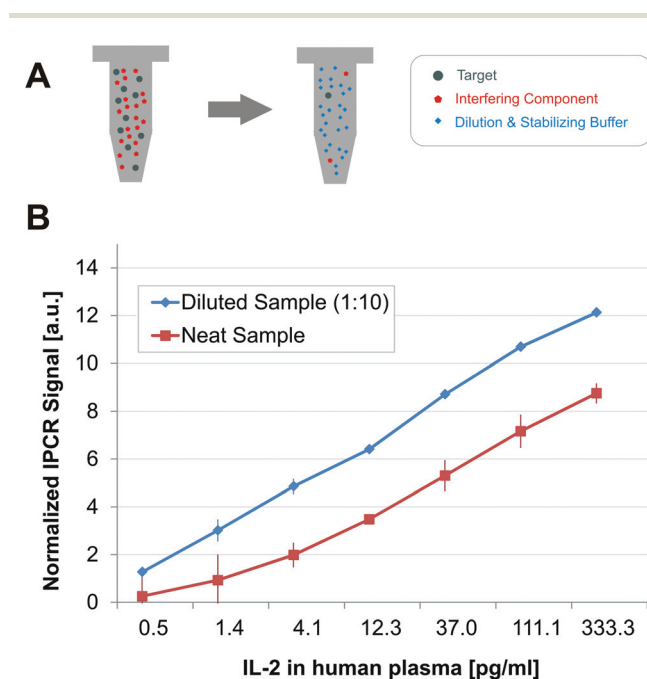 A
Target
Interfering Component
Dilution & Stabilizing Buffer
B
Normalized IPCR Signal [a.u.]
14
12
10
8
6
4
2
0
Diluted Sample (1:10)
Neat Sample
0.5 1.4 4.1 12.3 37.0 111.1 333.3
IL-2 in human plasma [pg/ml]